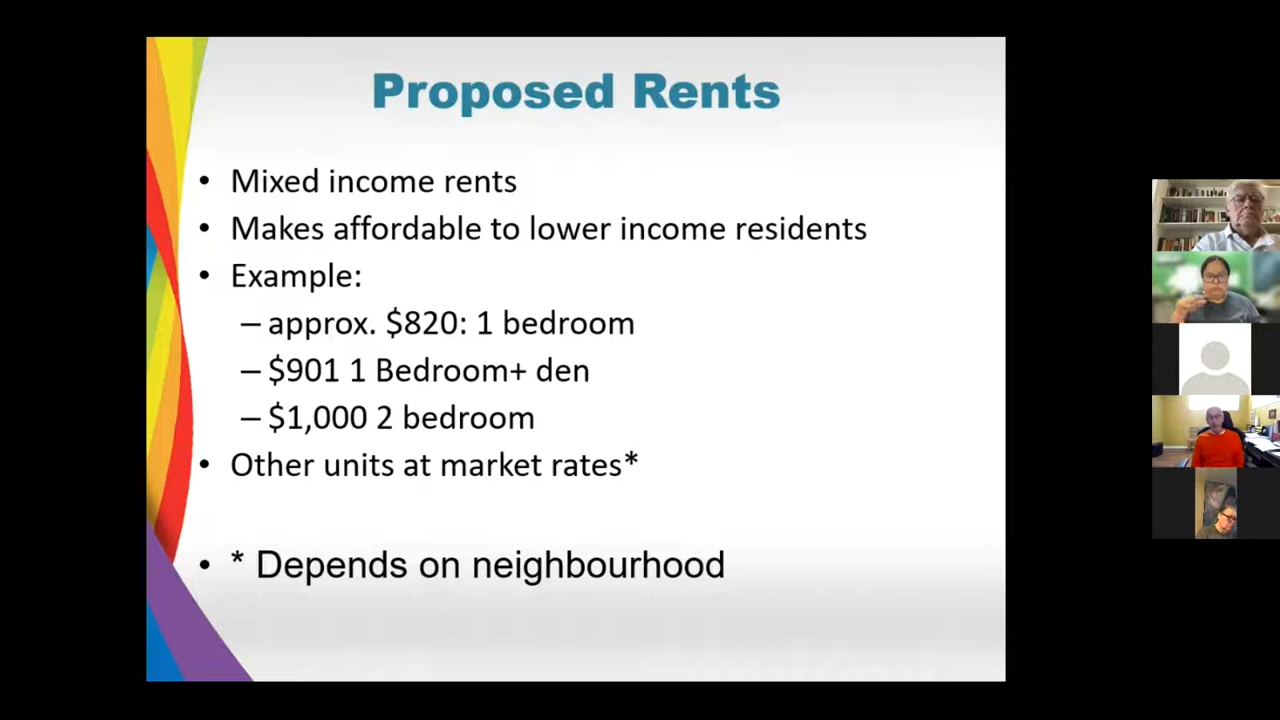 Proposed Rents
• Mixed income rents
• Makes affordable to lower income residents
• Example:
– approx. $820: 1 bedroom
– $901 1 Bedroom+ den
– $1,000 2 bedroom
• Other units at market rates*
• * Depends on neighbourhood